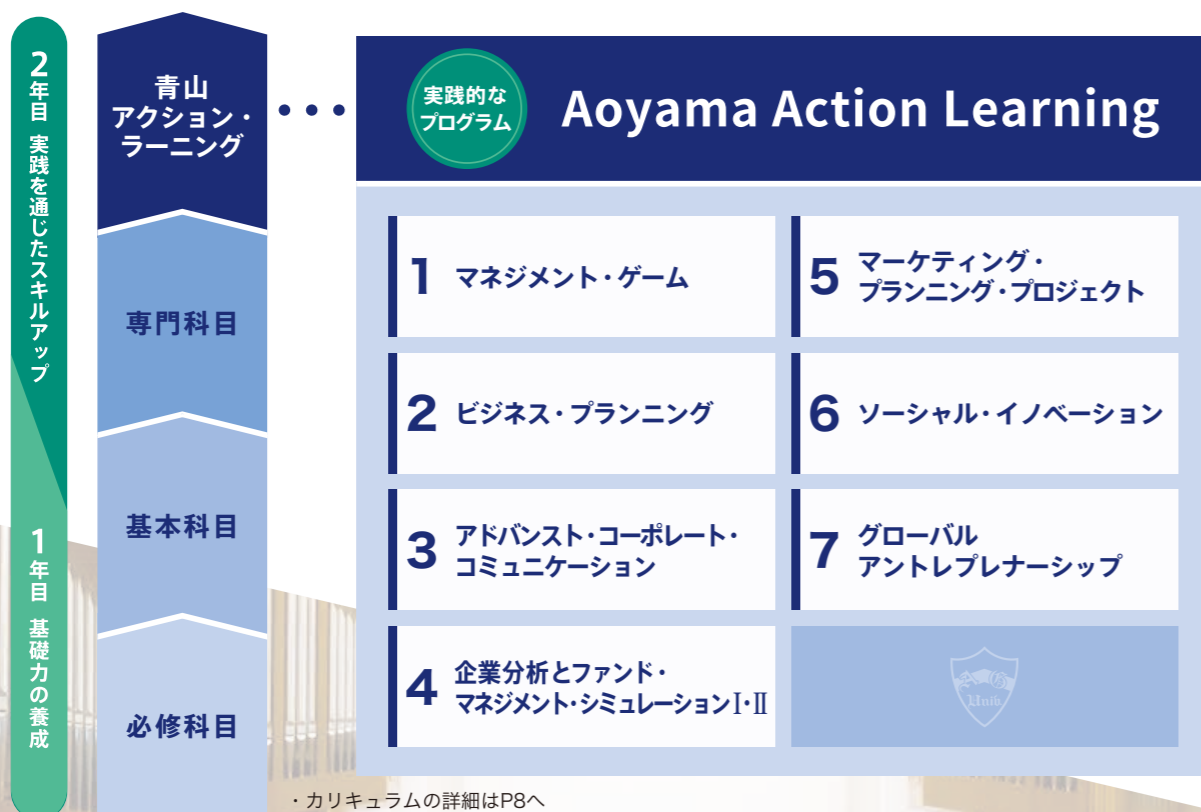 2年目 実践を通じたスキルアップ
1年目 基礎力の養成
青山
アクション・
ラーニング
専門科目
基本科目
必修科目
実践的な
プログラム
Aoyama Action Learning
1 マネジメント・ゲーム
2 ビジネス・プランニング
3 アドバンスト・コーポレート・
コミュニケーション
4 企業分析とファンド・
マネジメント・シミュレーションⅠ・Ⅱ
5 マーケティング・
プランニング・プロジェクト
6 ソーシャル・イノベーション
7 グローバル
アントレプレナーシップ
Univ.
・カリキュラムの詳細はP8へ